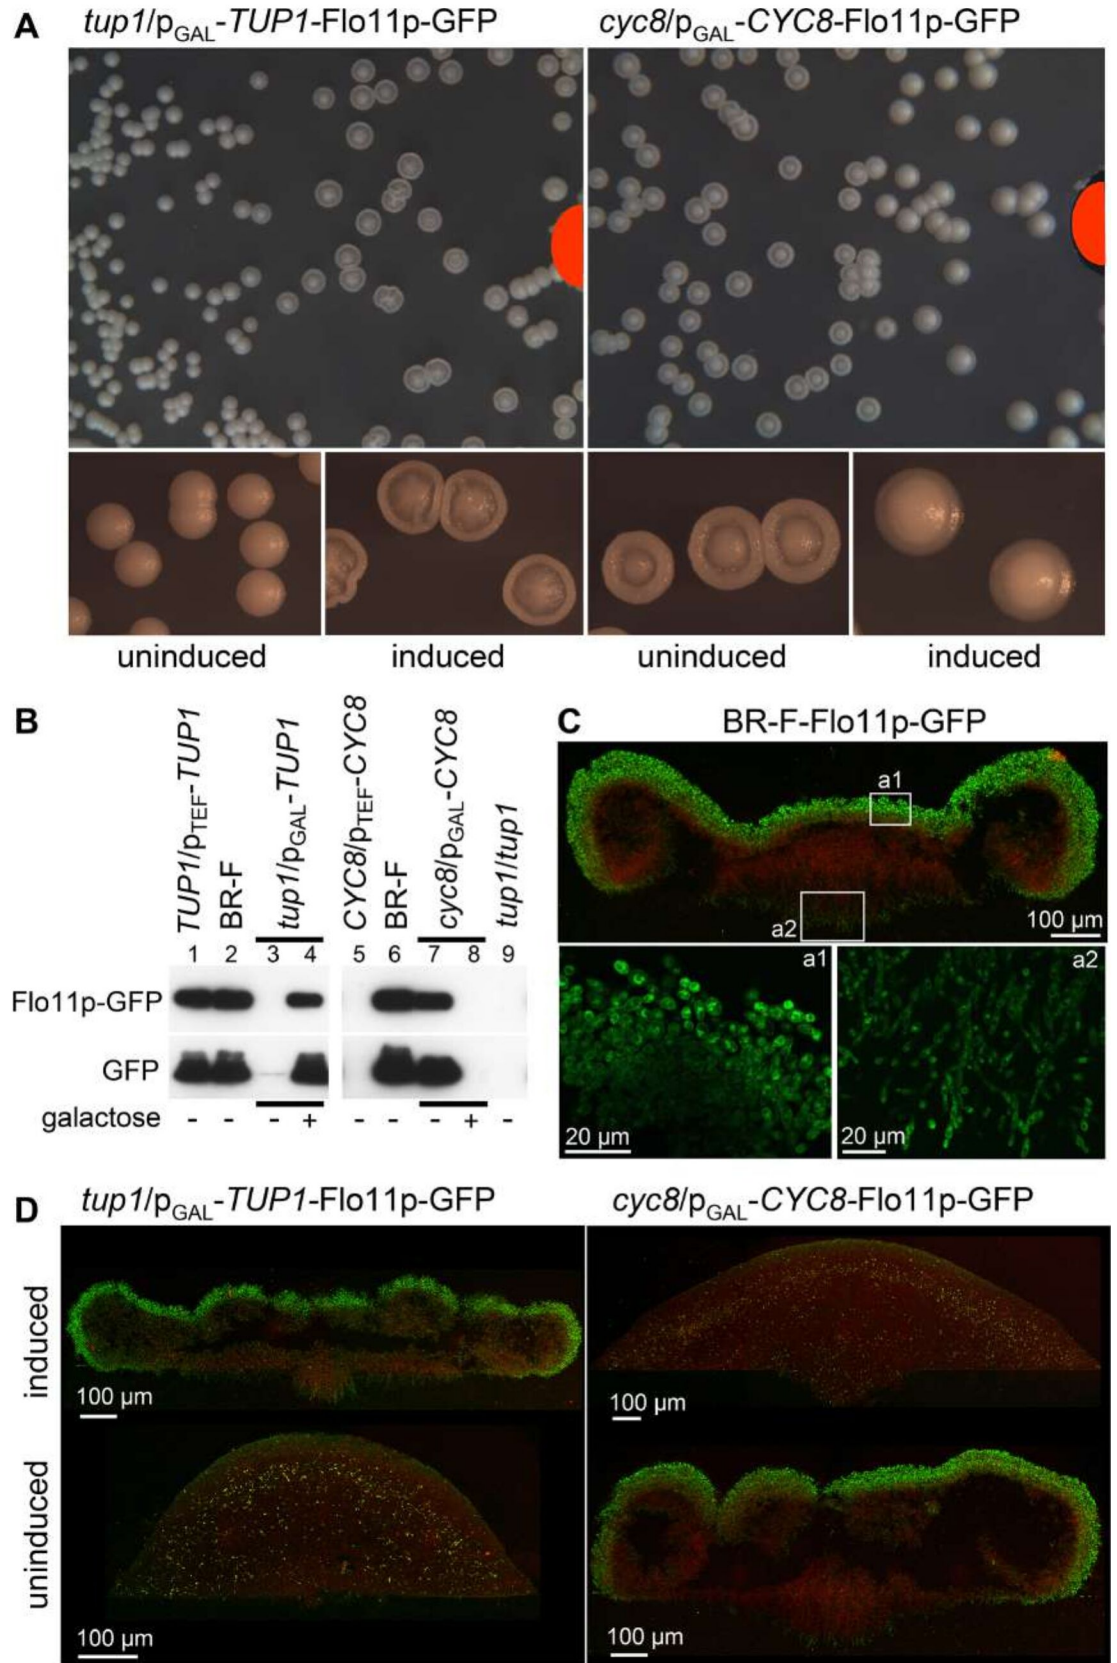 A
tup1/pGAL-TUP1-Flo11p-GFP
cyc8/pGAL-CYC8-Flo11p-GFP
uninduced
induced
uninduced
induced
B
TUP1/pTEF-TUP1
BR-F
tup1/pGAL-TUP1
CYC8/pTEF-CYC8
BR-F
cyc8/pGAL-CYC8
tup1/tup1
1 2 3 4 5 6 7 8 9
Flo11p-GFP
GFP
galactose - - - + - - - + -
C
BR-F-Flo11p-GFP
a1
a2
100 µm
a1
20 µm
a2
20 µm
D
tup1/pGAL-TUP1-Flo11p-GFP
cyc8/pGAL-CYC8-Flo11p-GFP
induced
100 µm
100 µm
uninduced
100 µm
100 µm